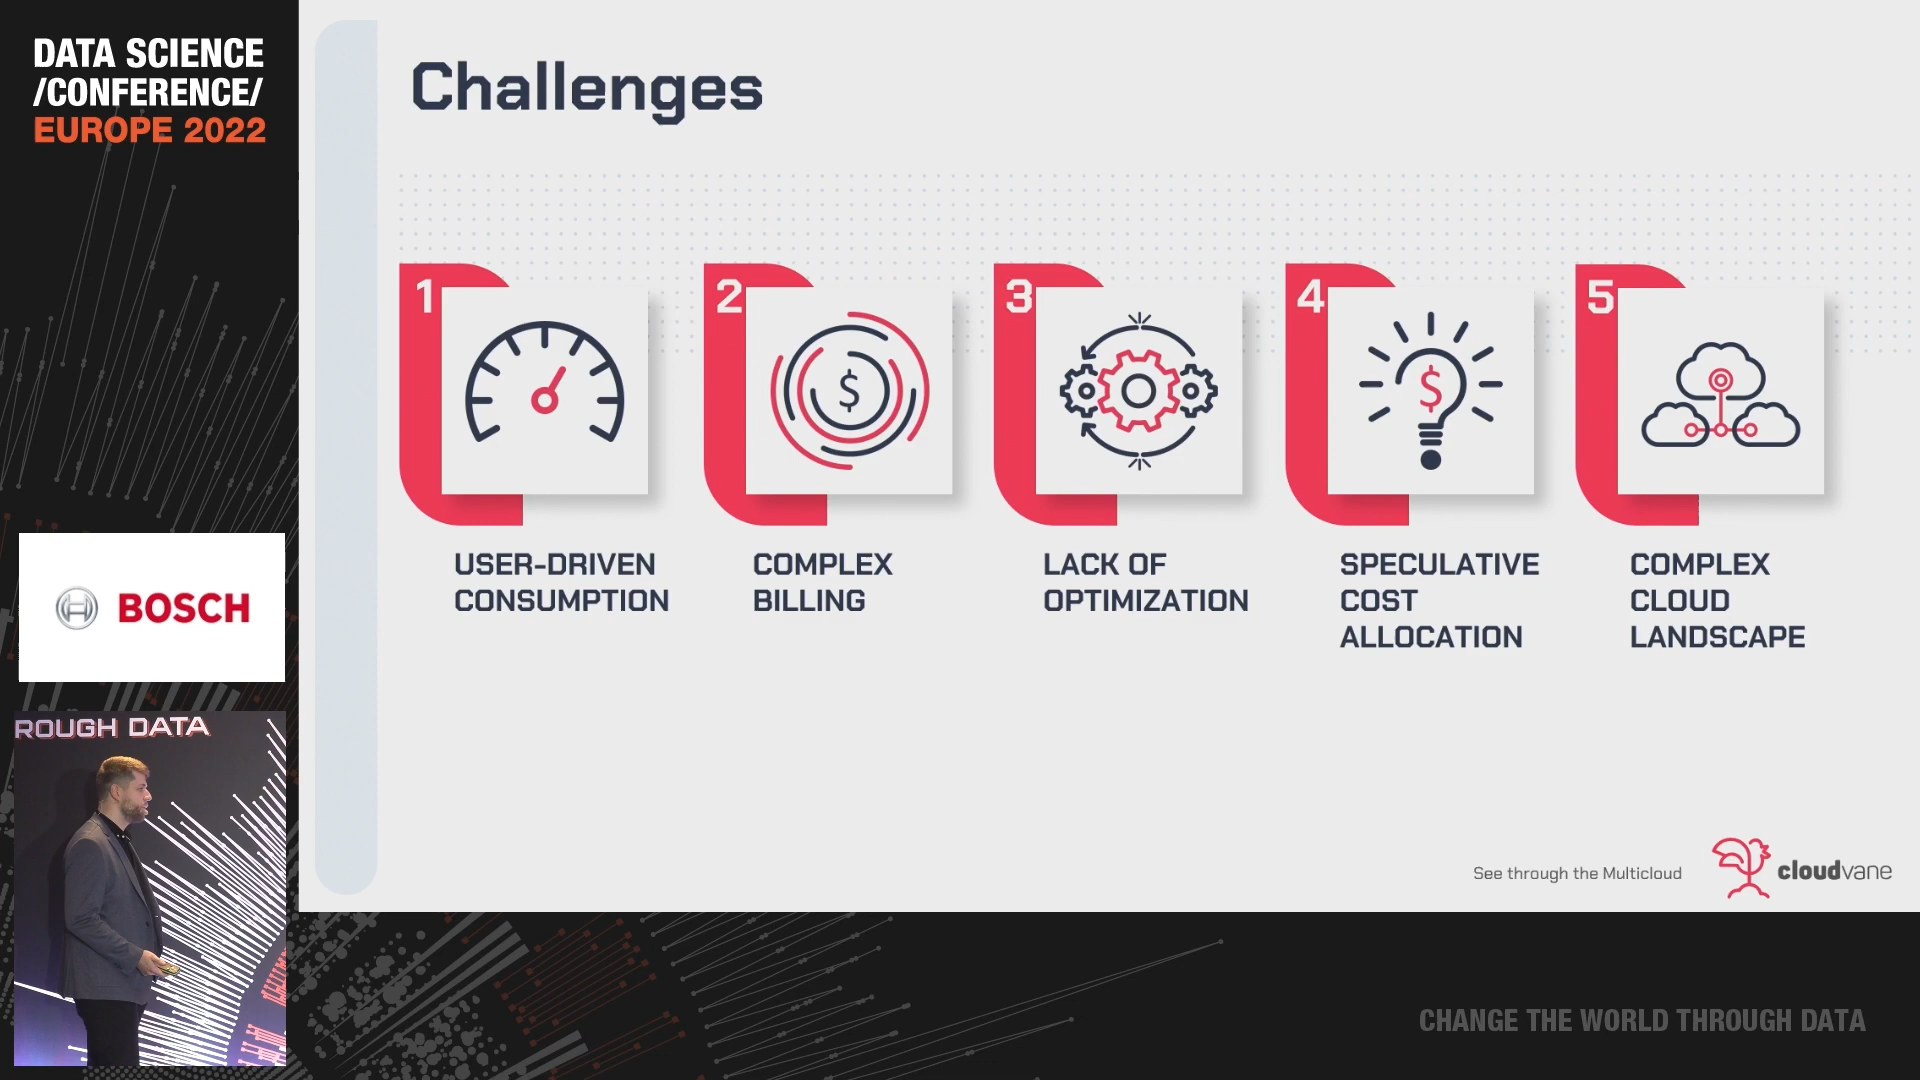 DATA SCIENCE
/CONFERENCE/
EUROPE 2022
Challenges
1
2
3
4
5
$
$
USER-DRIVEN
CONSUMPTION
COMPLEX
BILLING
LACK OF
OPTIMIZATION
SPECULATIVE
COST
ALLOCATION
COMPLEX
CLOUD
LANDSCAPE
BOSCH
ROUGH DATA
See through the Multicloud
cloudvane
CHANGE THE WORLD THROUGH DATA